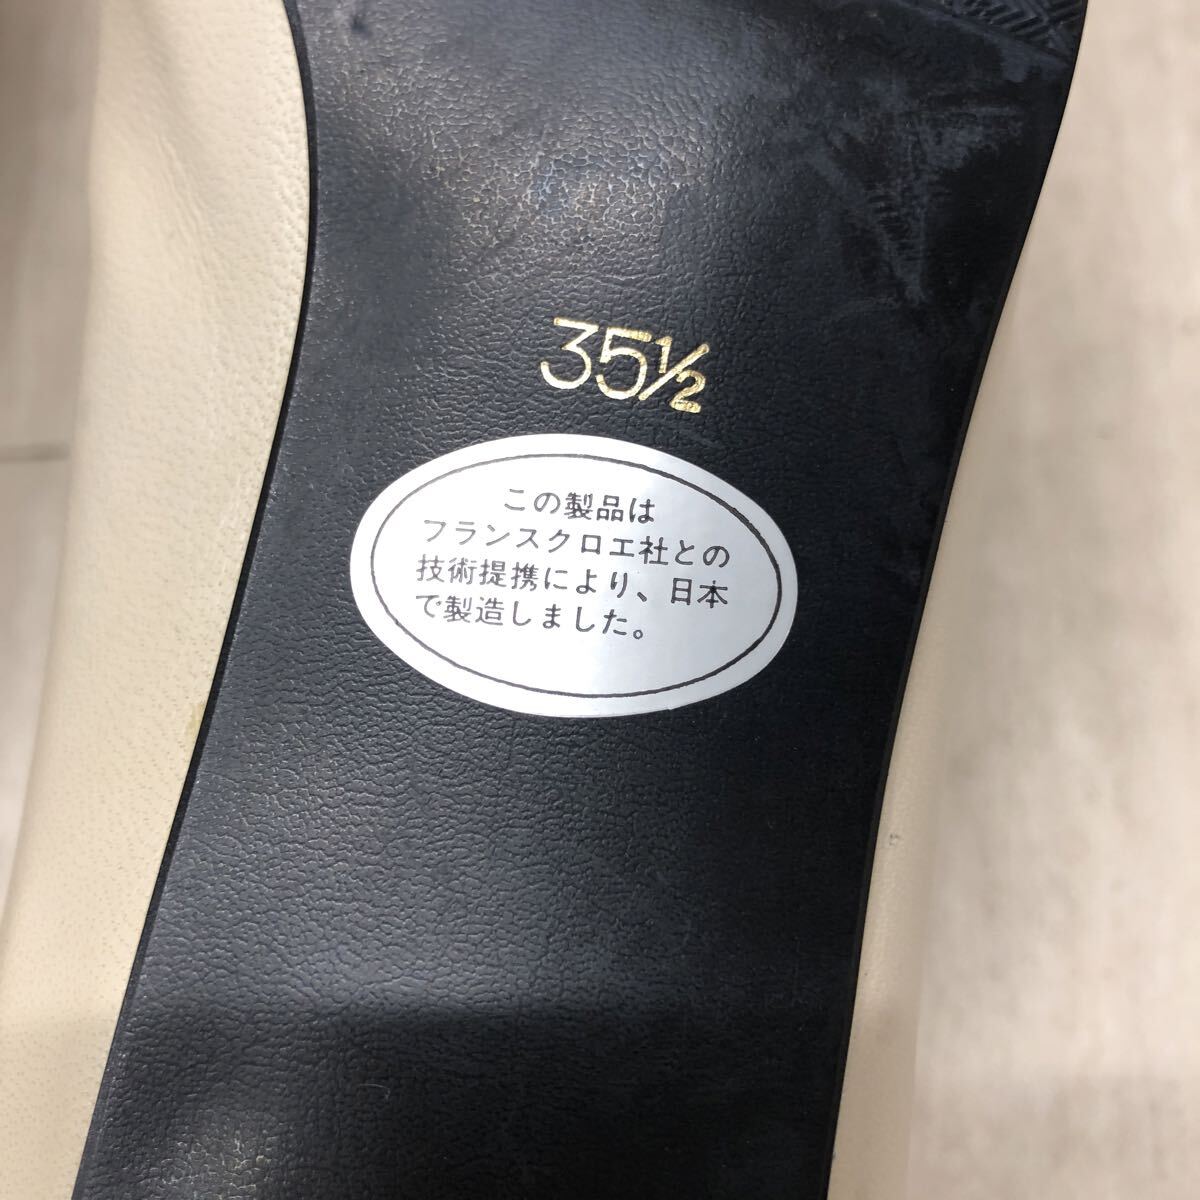 35½
この製品は
フランスクロエ社との
技術提携により、日本
で製造しました。